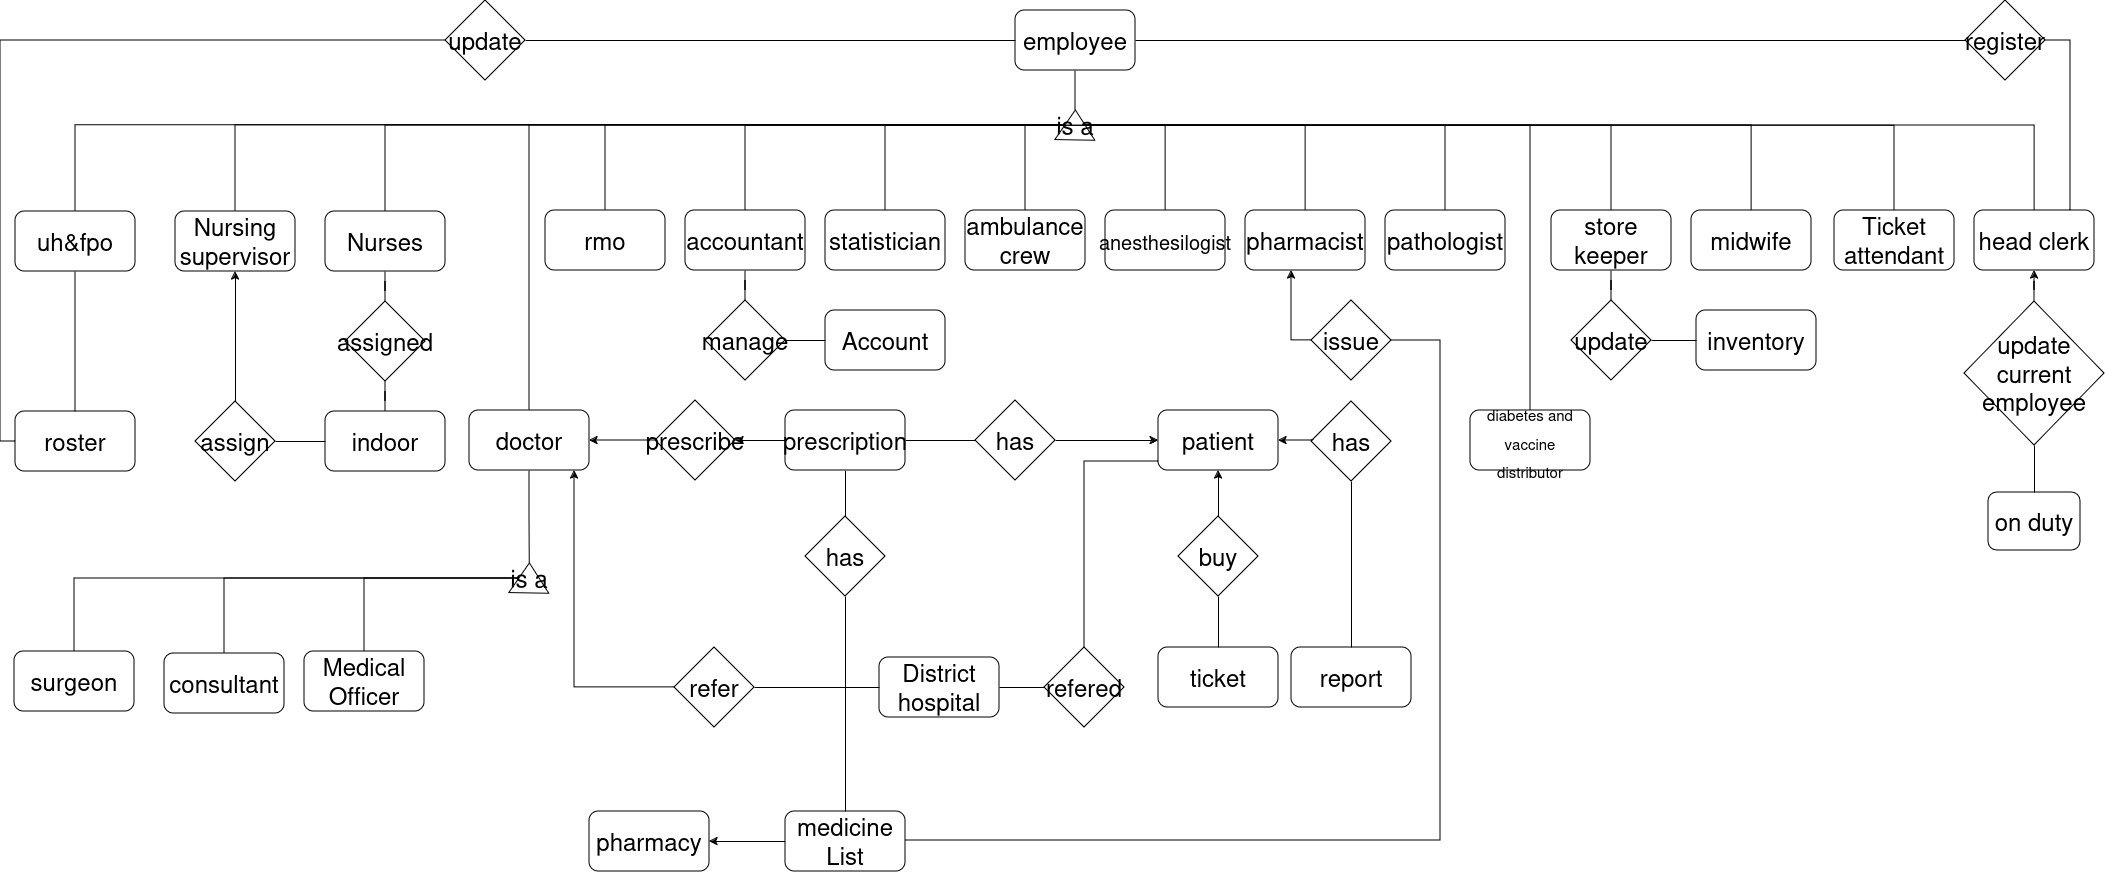 update
employee
register
is a
uh&fpo
Nursing
supervisor
Nurses
rmo
accountant
statistician
ambulance
crew
anesthesilogist
pharmacist
pathologist
store
keeper
midwife
Ticket
attendant
head clerk
assigned
manage
Account
issue
update
inventory
update
current
employee
roster
assign
indoor
doctor
prescribe
prescription
has
patient
has
diabetes and
vaccine
distributor
on duty
has
buy
is a
surgeon
consultant
Medical
Officer
refer
District
hospital
refered
ticket
report
pharmacy
medicine
List